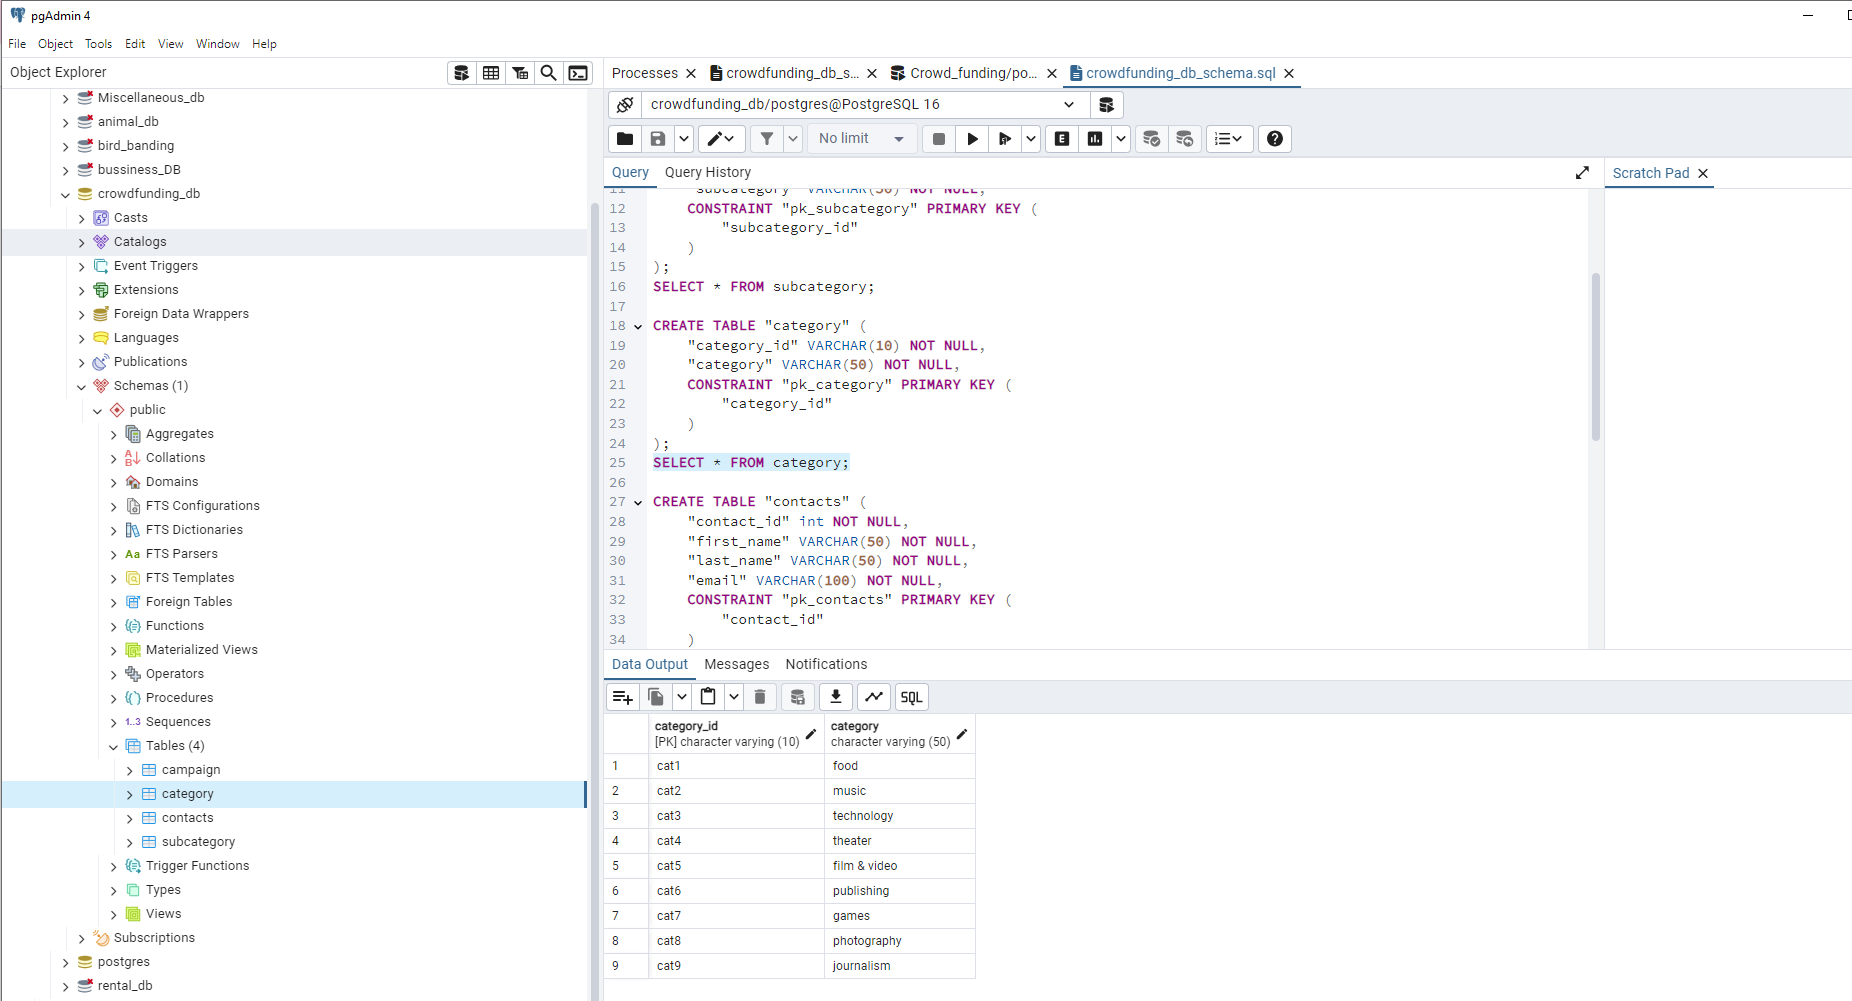 pgAdmin 4
File Object Tools Edit View Window Help
Object Explorer
Miscellaneous_db
animal_db
bird_banding
bussiness_DB
crowdfunding_db
Casts
Catalogs
Event Triggers
Extensions
Foreign Data Wrappers
Languages
Publications
Schemas (1)
public
Aggregates
Collations
Domains
FTS Configurations
FTS Dictionaries
FTS Parsers
FTS Templates
Foreign Tables
Functions
Materialized Views
Operators
Procedures
1..3 Sequences
Tables (4)
campaign
category
contacts
subcategory
Trigger Functions
Types
Views
Subscriptions
postgres
rental_db
Processes crowdfunding_db_s... Crowd_funding/po... crowdfunding_db_schema.sql
crowdfunding_db/postgres@PostgreSQL 16
No limit E
Query Query History
Scratch Pad
11 "subcategory" VARCHAR(50) NOT NULL,
12 CONSTRAINT "pk_subcategory" PRIMARY KEY (
13 "subcategory_id"
14 )
15 );
16 SELECT * FROM subcategory;
17
18 CREATE TABLE "category" (
19 "category_id" VARCHAR(10) NOT NULL,
20 "category" VARCHAR(50) NOT NULL,
21 CONSTRAINT "pk_category" PRIMARY KEY (
22 "category_id"
23 )
24 );
25 SELECT * FROM category;
26
27 CREATE TABLE "contacts" (
28 "contact_id" int NOT NULL,
29 "first_name" VARCHAR(50) NOT NULL,
30 "last_name" VARCHAR(50) NOT NULL,
31 "email" VARCHAR(100) NOT NULL,
32 CONSTRAINT "pk_contacts" PRIMARY KEY (
33 "contact_id"
34 )
Data Output Messages Notifications
SQL
category_id category
[PK] character varying (10) character varying (50)
1 cat1 food
2 cat2 music
3 cat3 technology
4 cat4 theater
5 cat5 film & video
6 cat6 publishing
7 cat7 games
8 cat8 photography
9 cat9 journalism